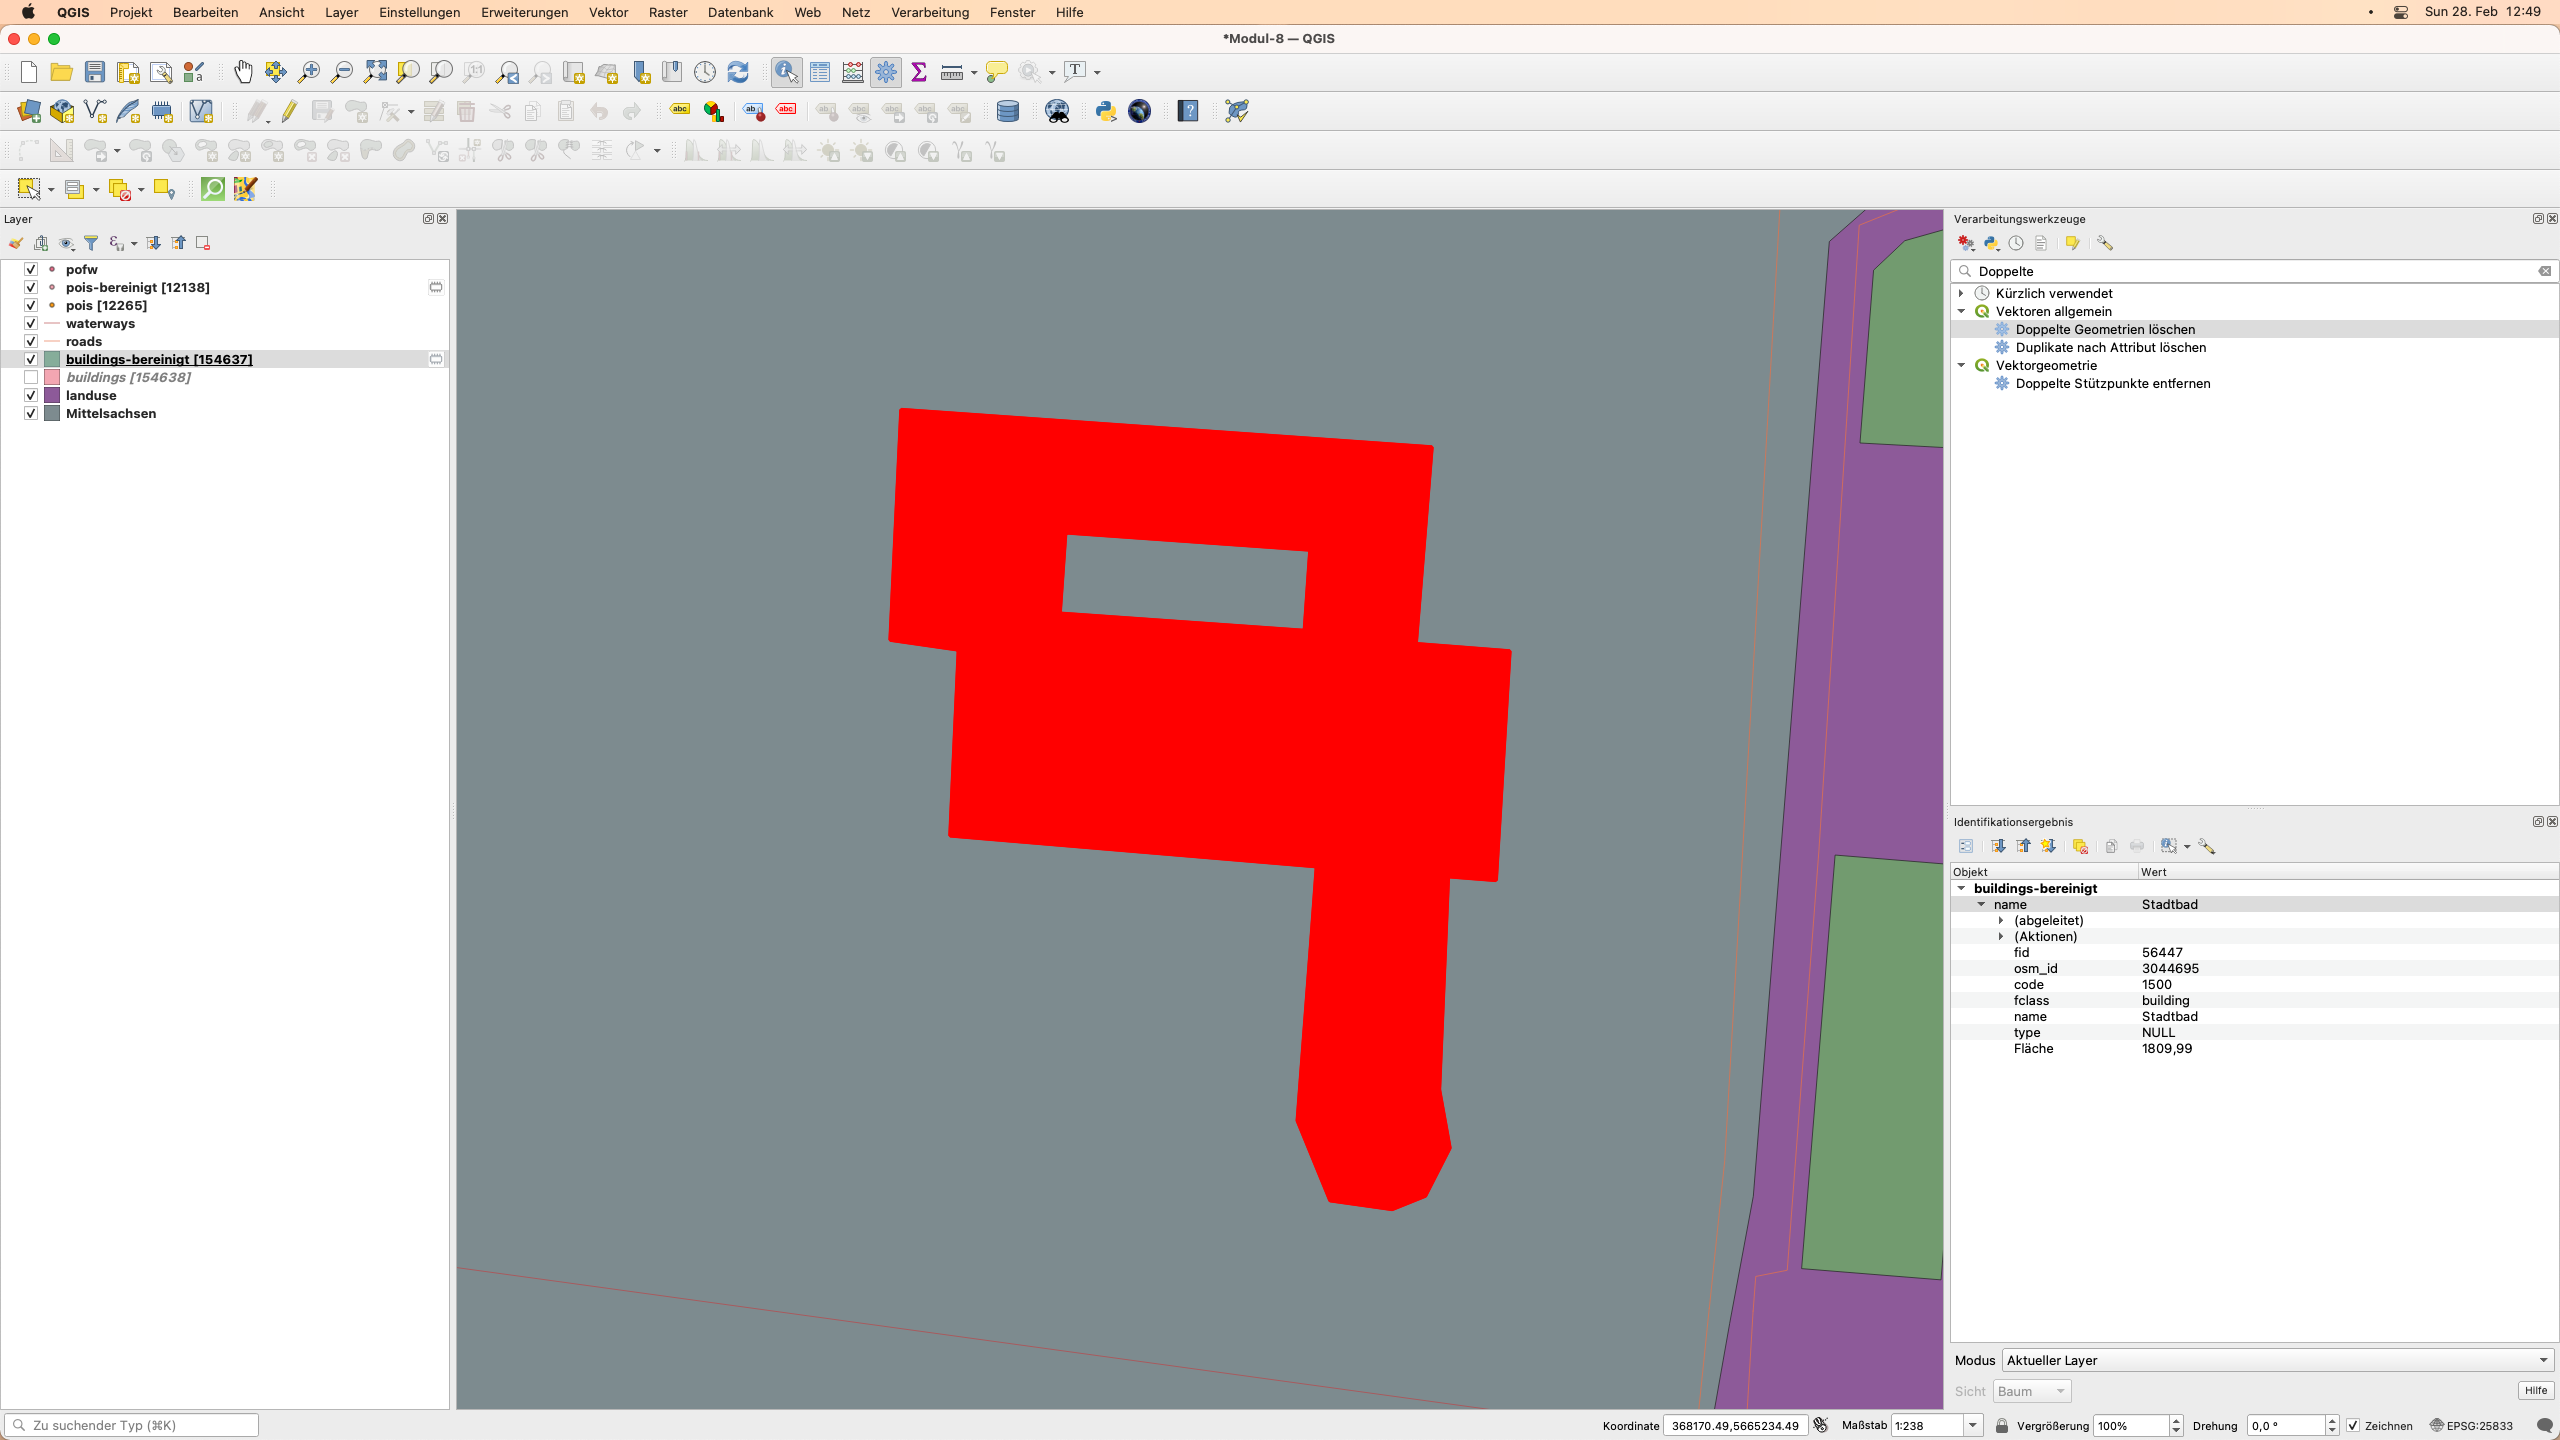 QGIS Projekt Bearbeiten Ansicht Layer Einstellungen Erweiterungen Vektor Raster Datenbank Web Netz Verarbeitung Fenster Hilfe Sun 28. Feb 12:49
*Modul-8 — QGIS
Layer
pofw
pois-bereinigt [12138]
pois [12265]
waterways
roads
buildings-bereinigt [154637]
buildings [154638]
landuse
Mittelsachsen
Verarbeitungswerkzeuge
Doppelte
Kürzlich verwendet
Vektoren allgemein
Doppelte Geometrien löschen
Duplikate nach Attribut löschen
Vektorgeometrie
Doppelte Stützpunkte entfernen
Identifikationsergebnis
Objekt Wert
buildings-bereinigt
name Stadtbad
(abgeleitet)
(Aktionen)
fid 56447
osm_id 3044695
code 1500
fclass building
name Stadtbad
type NULL
Fläche 1809,99
Modus Aktueller Layer
Sicht Baum Hilfe
Zu suchender Typ (⌘K) Koordinate 368170.49,5665234.49 Maßstab 1:238 Vergrößerung 100% Drehung 0,0 ° Zeichnen EPSG:25833